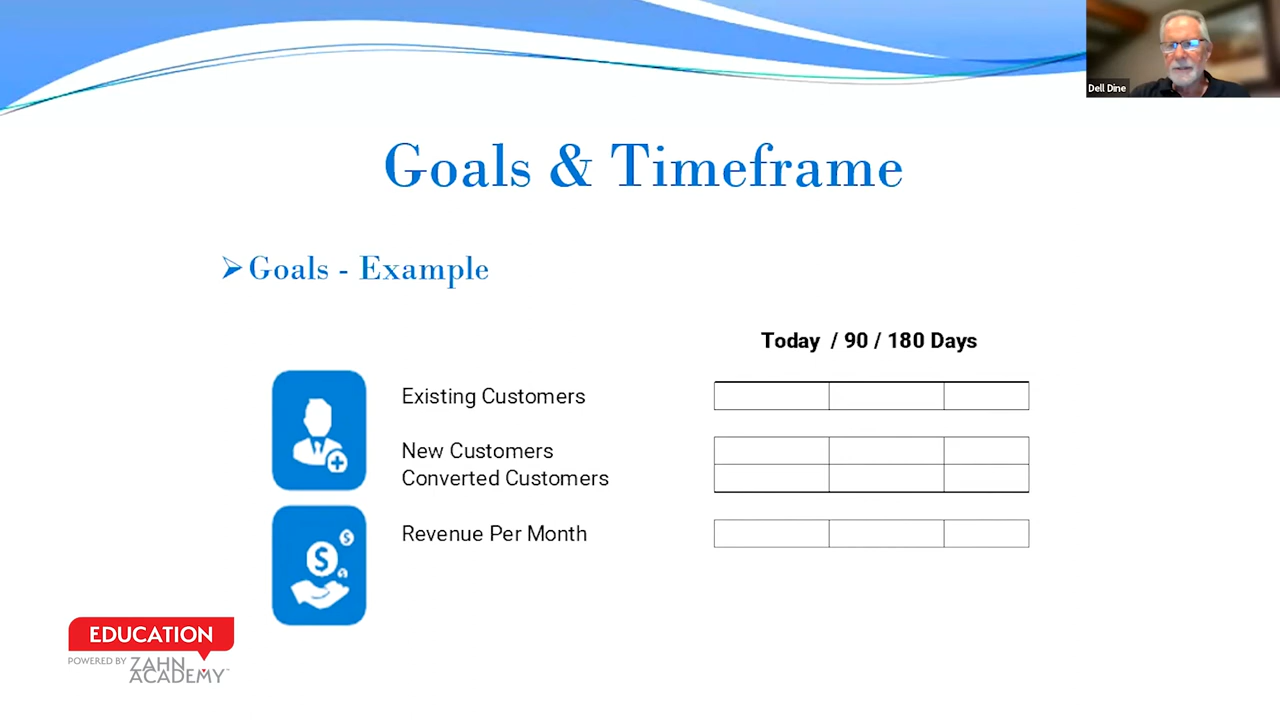 Dell Dine
Goals & Timeframe
Goals - Example
Today / 90 / 180 Days
Existing Customers
New Customers
Converted Customers
Revenue Per Month
EDUCATION
POWERED BY ZAHN
ACADEMY